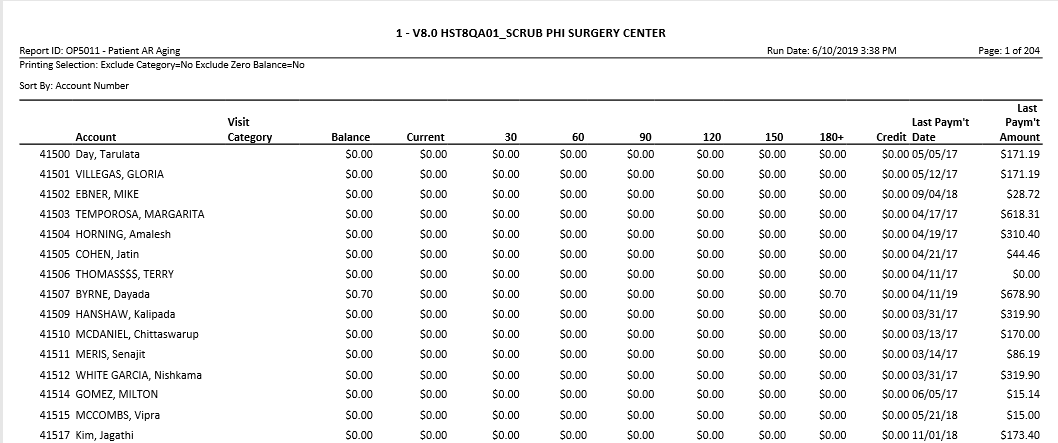 1 - V8.0 HST8QA01_SCRUB PHI SURGERY CENTER
Report ID: OP5011 - Patient AR Aging Run Date: 6/10/2019 3:38 PM Page: 1 of 204
Printing Selection: Exclude Category=No Exclude Zero Balance=No
Sort By: Account Number
Last
Visit Last Paym't Paym't
Account Category Balance Current 30 60 90 120 150 180+ Credit Date Amount
41500 Day, Tarulata $0.00 $0.00 $0.00 $0.00 $0.00 $0.00 $0.00 $0.00 $0.00 05/05/17 $171.19
41501 VILLEGAS, GLORIA $0.00 $0.00 $0.00 $0.00 $0.00 $0.00 $0.00 $0.00 $0.00 05/12/17 $171.19
41502 EBNER, MIKE $0.00 $0.00 $0.00 $0.00 $0.00 $0.00 $0.00 $0.00 $0.00 09/04/18 $28.72
41503 TEMPOROSA, MARGARITA $0.00 $0.00 $0.00 $0.00 $0.00 $0.00 $0.00 $0.00 $0.00 04/17/17 $618.31
41504 HORNING, Amalesh $0.00 $0.00 $0.00 $0.00 $0.00 $0.00 $0.00 $0.00 $0.00 04/19/17 $310.40
41505 COHEN, Jatin $0.00 $0.00 $0.00 $0.00 $0.00 $0.00 $0.00 $0.00 $0.00 04/21/17 $44.46
41506 THOMASSSS, TERRY $0.00 $0.00 $0.00 $0.00 $0.00 $0.00 $0.00 $0.00 $0.00 04/11/17 $0.00
41507 BYRNE, Dayada $0.70 $0.00 $0.00 $0.00 $0.00 $0.00 $0.00 $0.70 $0.00 04/11/19 $678.90
41509 HANSHAW, Kalipada $0.00 $0.00 $0.00 $0.00 $0.00 $0.00 $0.00 $0.00 $0.00 03/31/17 $319.90
41510 MCDANIEL, Chittaswarup $0.00 $0.00 $0.00 $0.00 $0.00 $0.00 $0.00 $0.00 $0.00 03/13/17 $170.00
41511 MERIS, Senajit $0.00 $0.00 $0.00 $0.00 $0.00 $0.00 $0.00 $0.00 $0.00 03/14/17 $86.19
41512 WHITE GARCIA, Nishkama $0.00 $0.00 $0.00 $0.00 $0.00 $0.00 $0.00 $0.00 $0.00 03/31/17 $319.90
41514 GOMEZ, MILTON $0.00 $0.00 $0.00 $0.00 $0.00 $0.00 $0.00 $0.00 $0.00 06/05/17 $15.14
41515 MCCOMBS, Vipra $0.00 $0.00 $0.00 $0.00 $0.00 $0.00 $0.00 $0.00 $0.00 05/21/18 $15.00
41517 Kim, Jagathi $0.00 $0.00 $0.00 $0.00 $0.00 $0.00 $0.00 $0.00 $0.00 11/01/18 $173.40